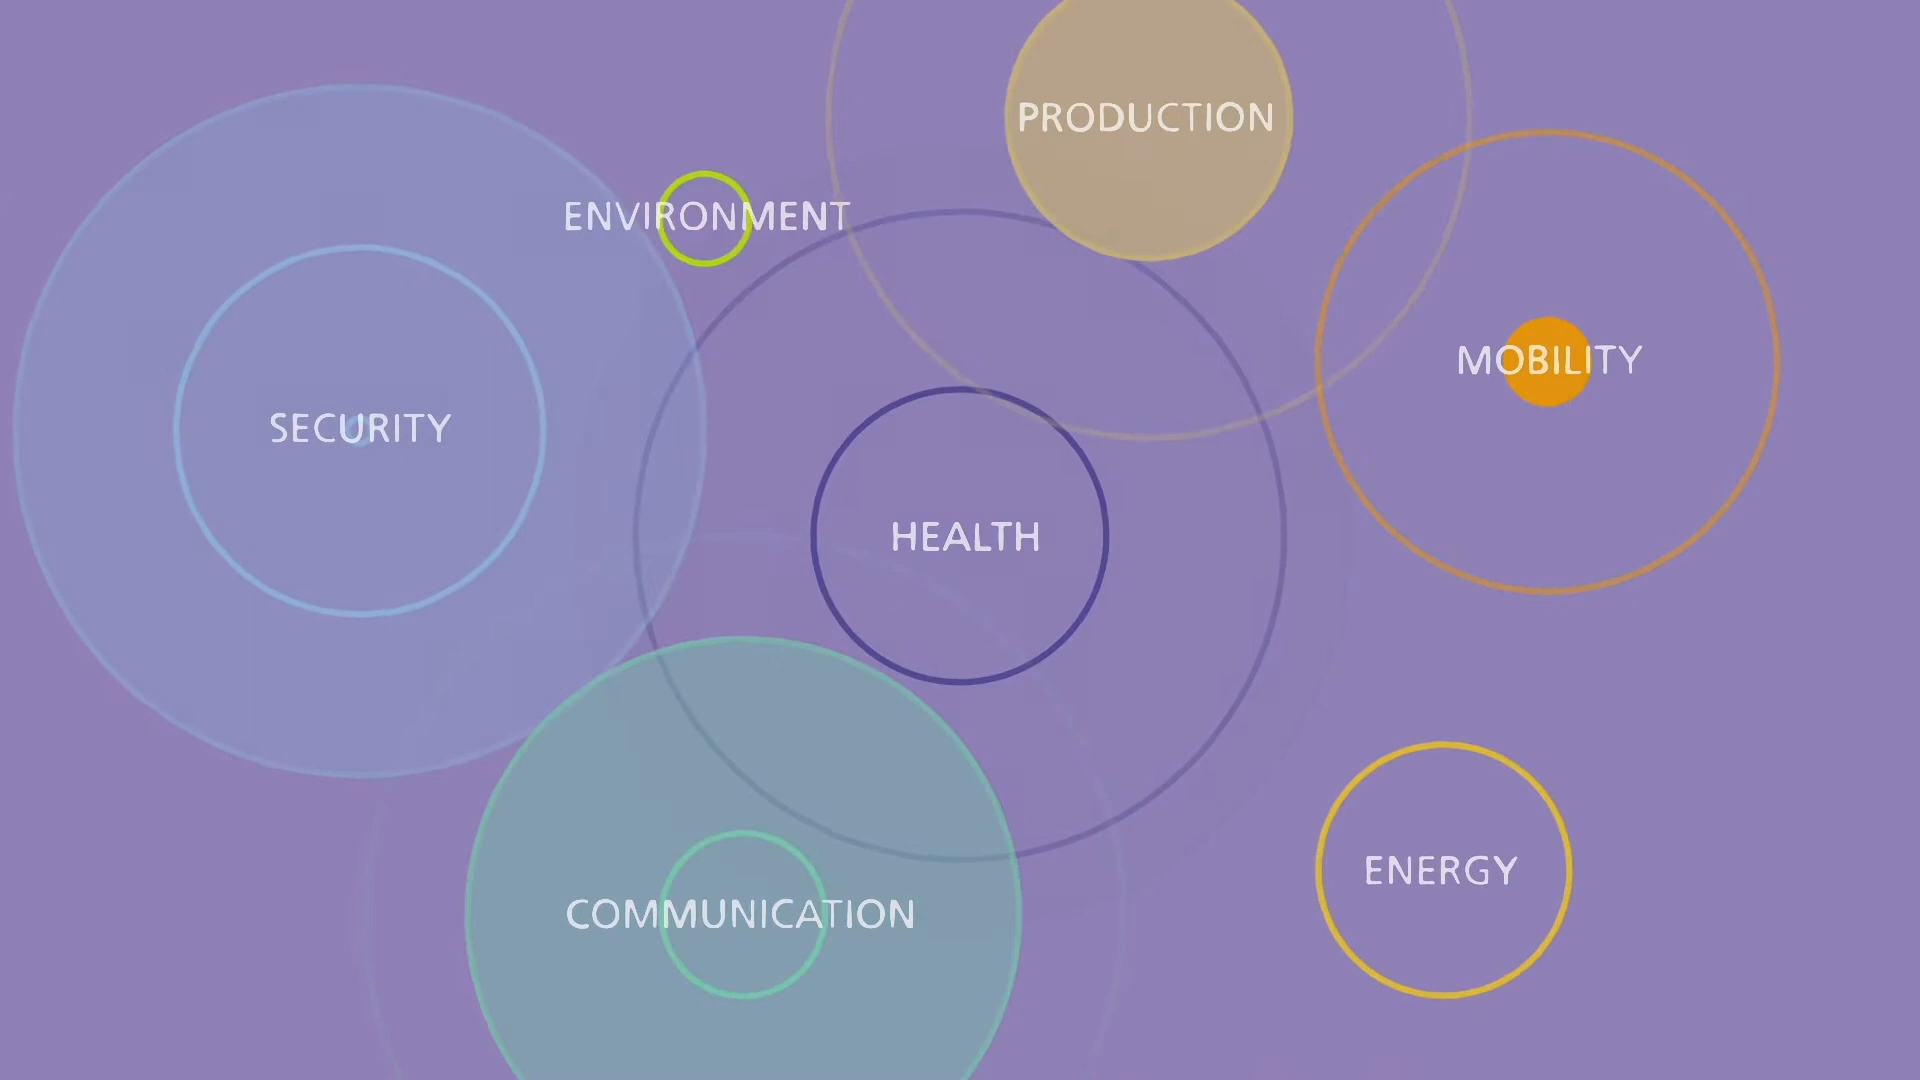 PRODUCTION
ENVIRONMENT
MOBILITY
SECURITY
HEALTH
ENERGY
COMMUNICATION